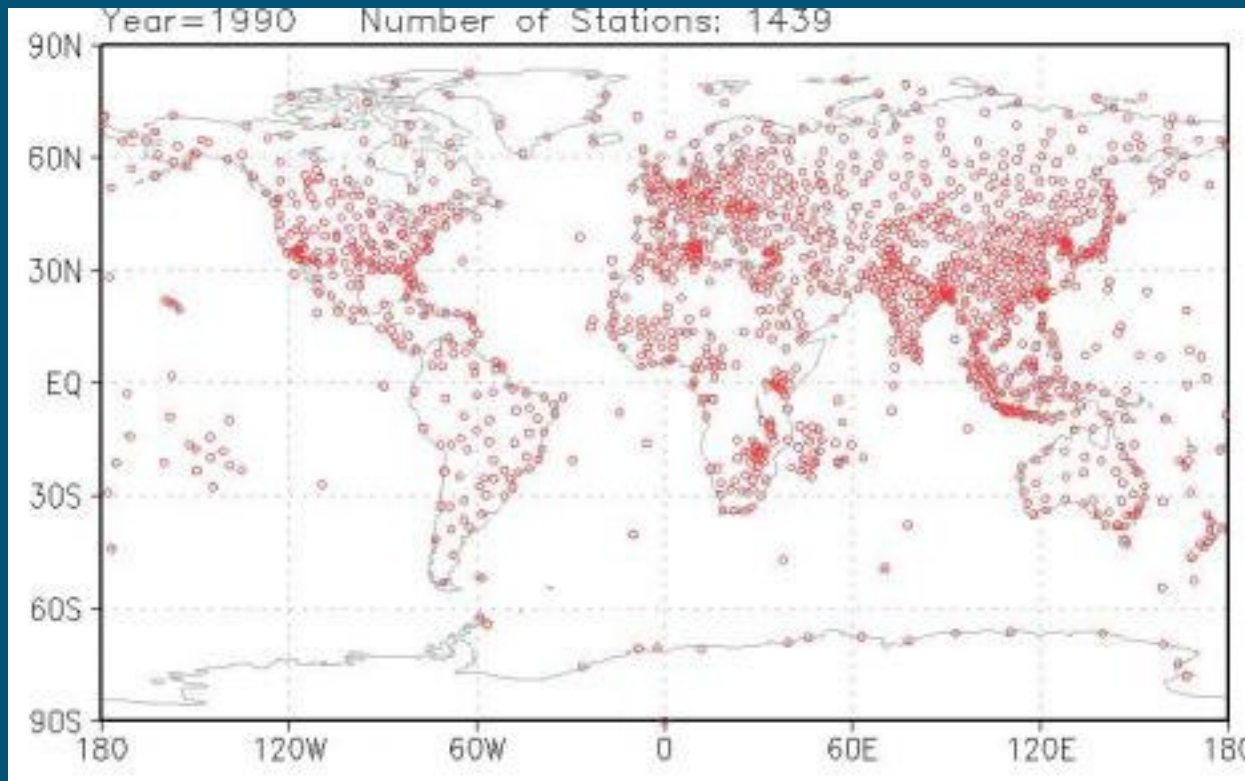 Year=1990 Number of Stations: 1439
90N
60N
30N
EQ
30S
60S
90S
180 120W 60W 0 60E 120E 180